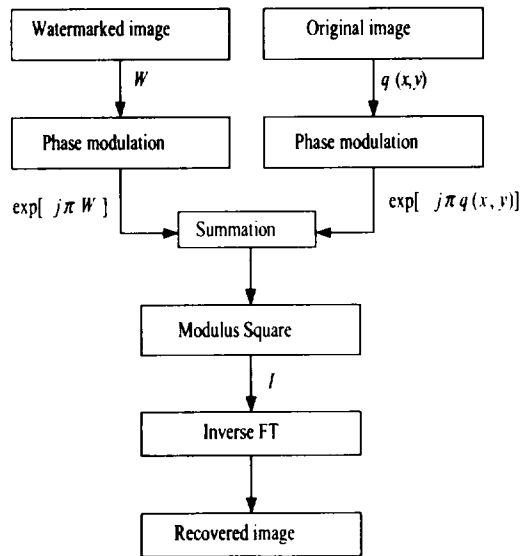 Watermarked image
Original image
W
q (x,y)
Phase modulation
Phase modulation
exp[ jπ W ]
exp[ jπ q (x, y)]
Summation
Modulus Square
I
Inverse FT
Recovered image